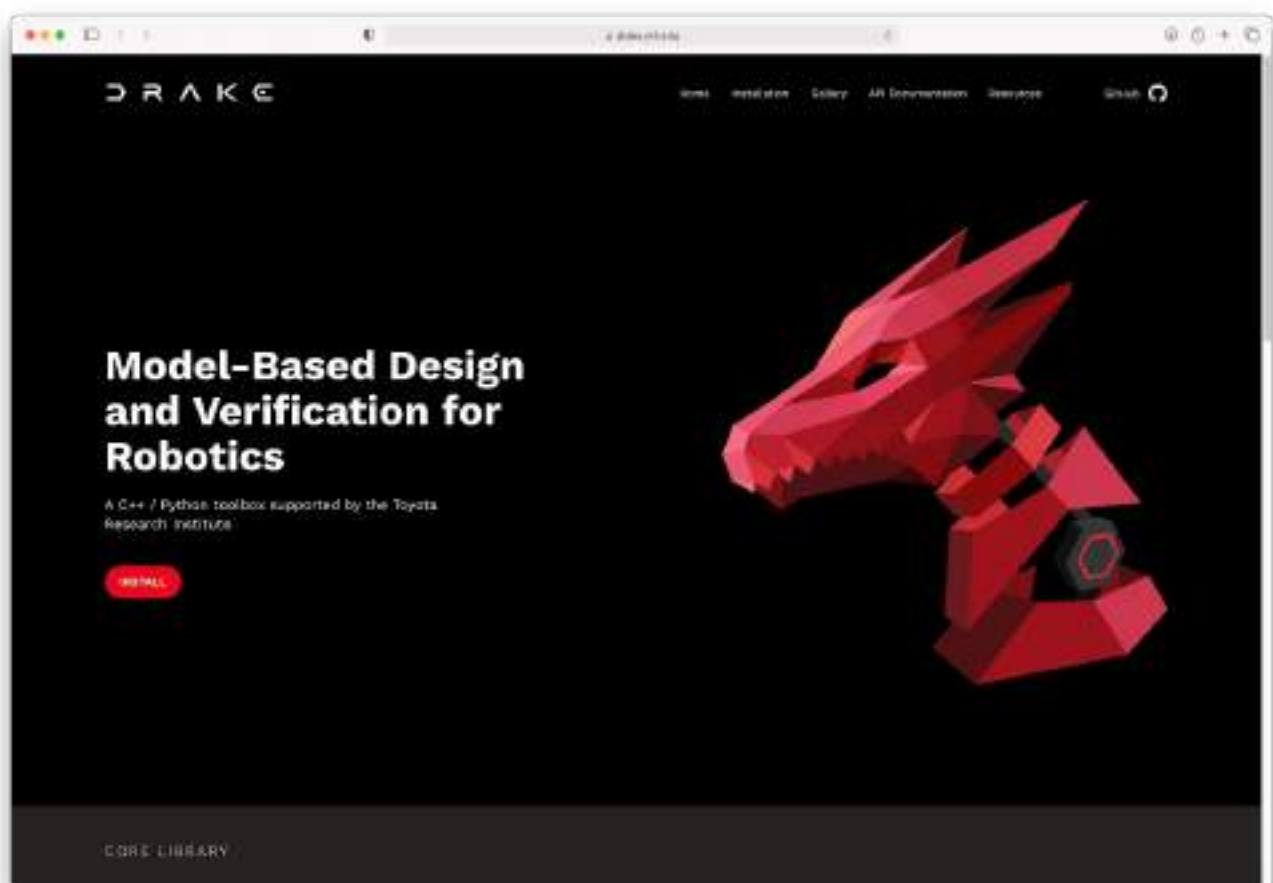 DRAKE
Home Installation Gallery API Documentation Resources GitHub
Model-Based Design
and Verification for
Robotics
A C++ / Python toolbox supported by the Toyota
Research Institute
INSTALL
CORE LIBRARY